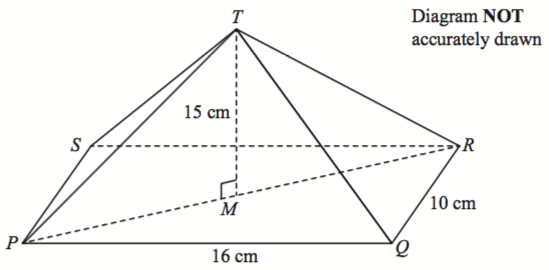 T
Diagram NOT
accurately drawn
15 cm
S
R
M
10 cm
P
16 cm
Q